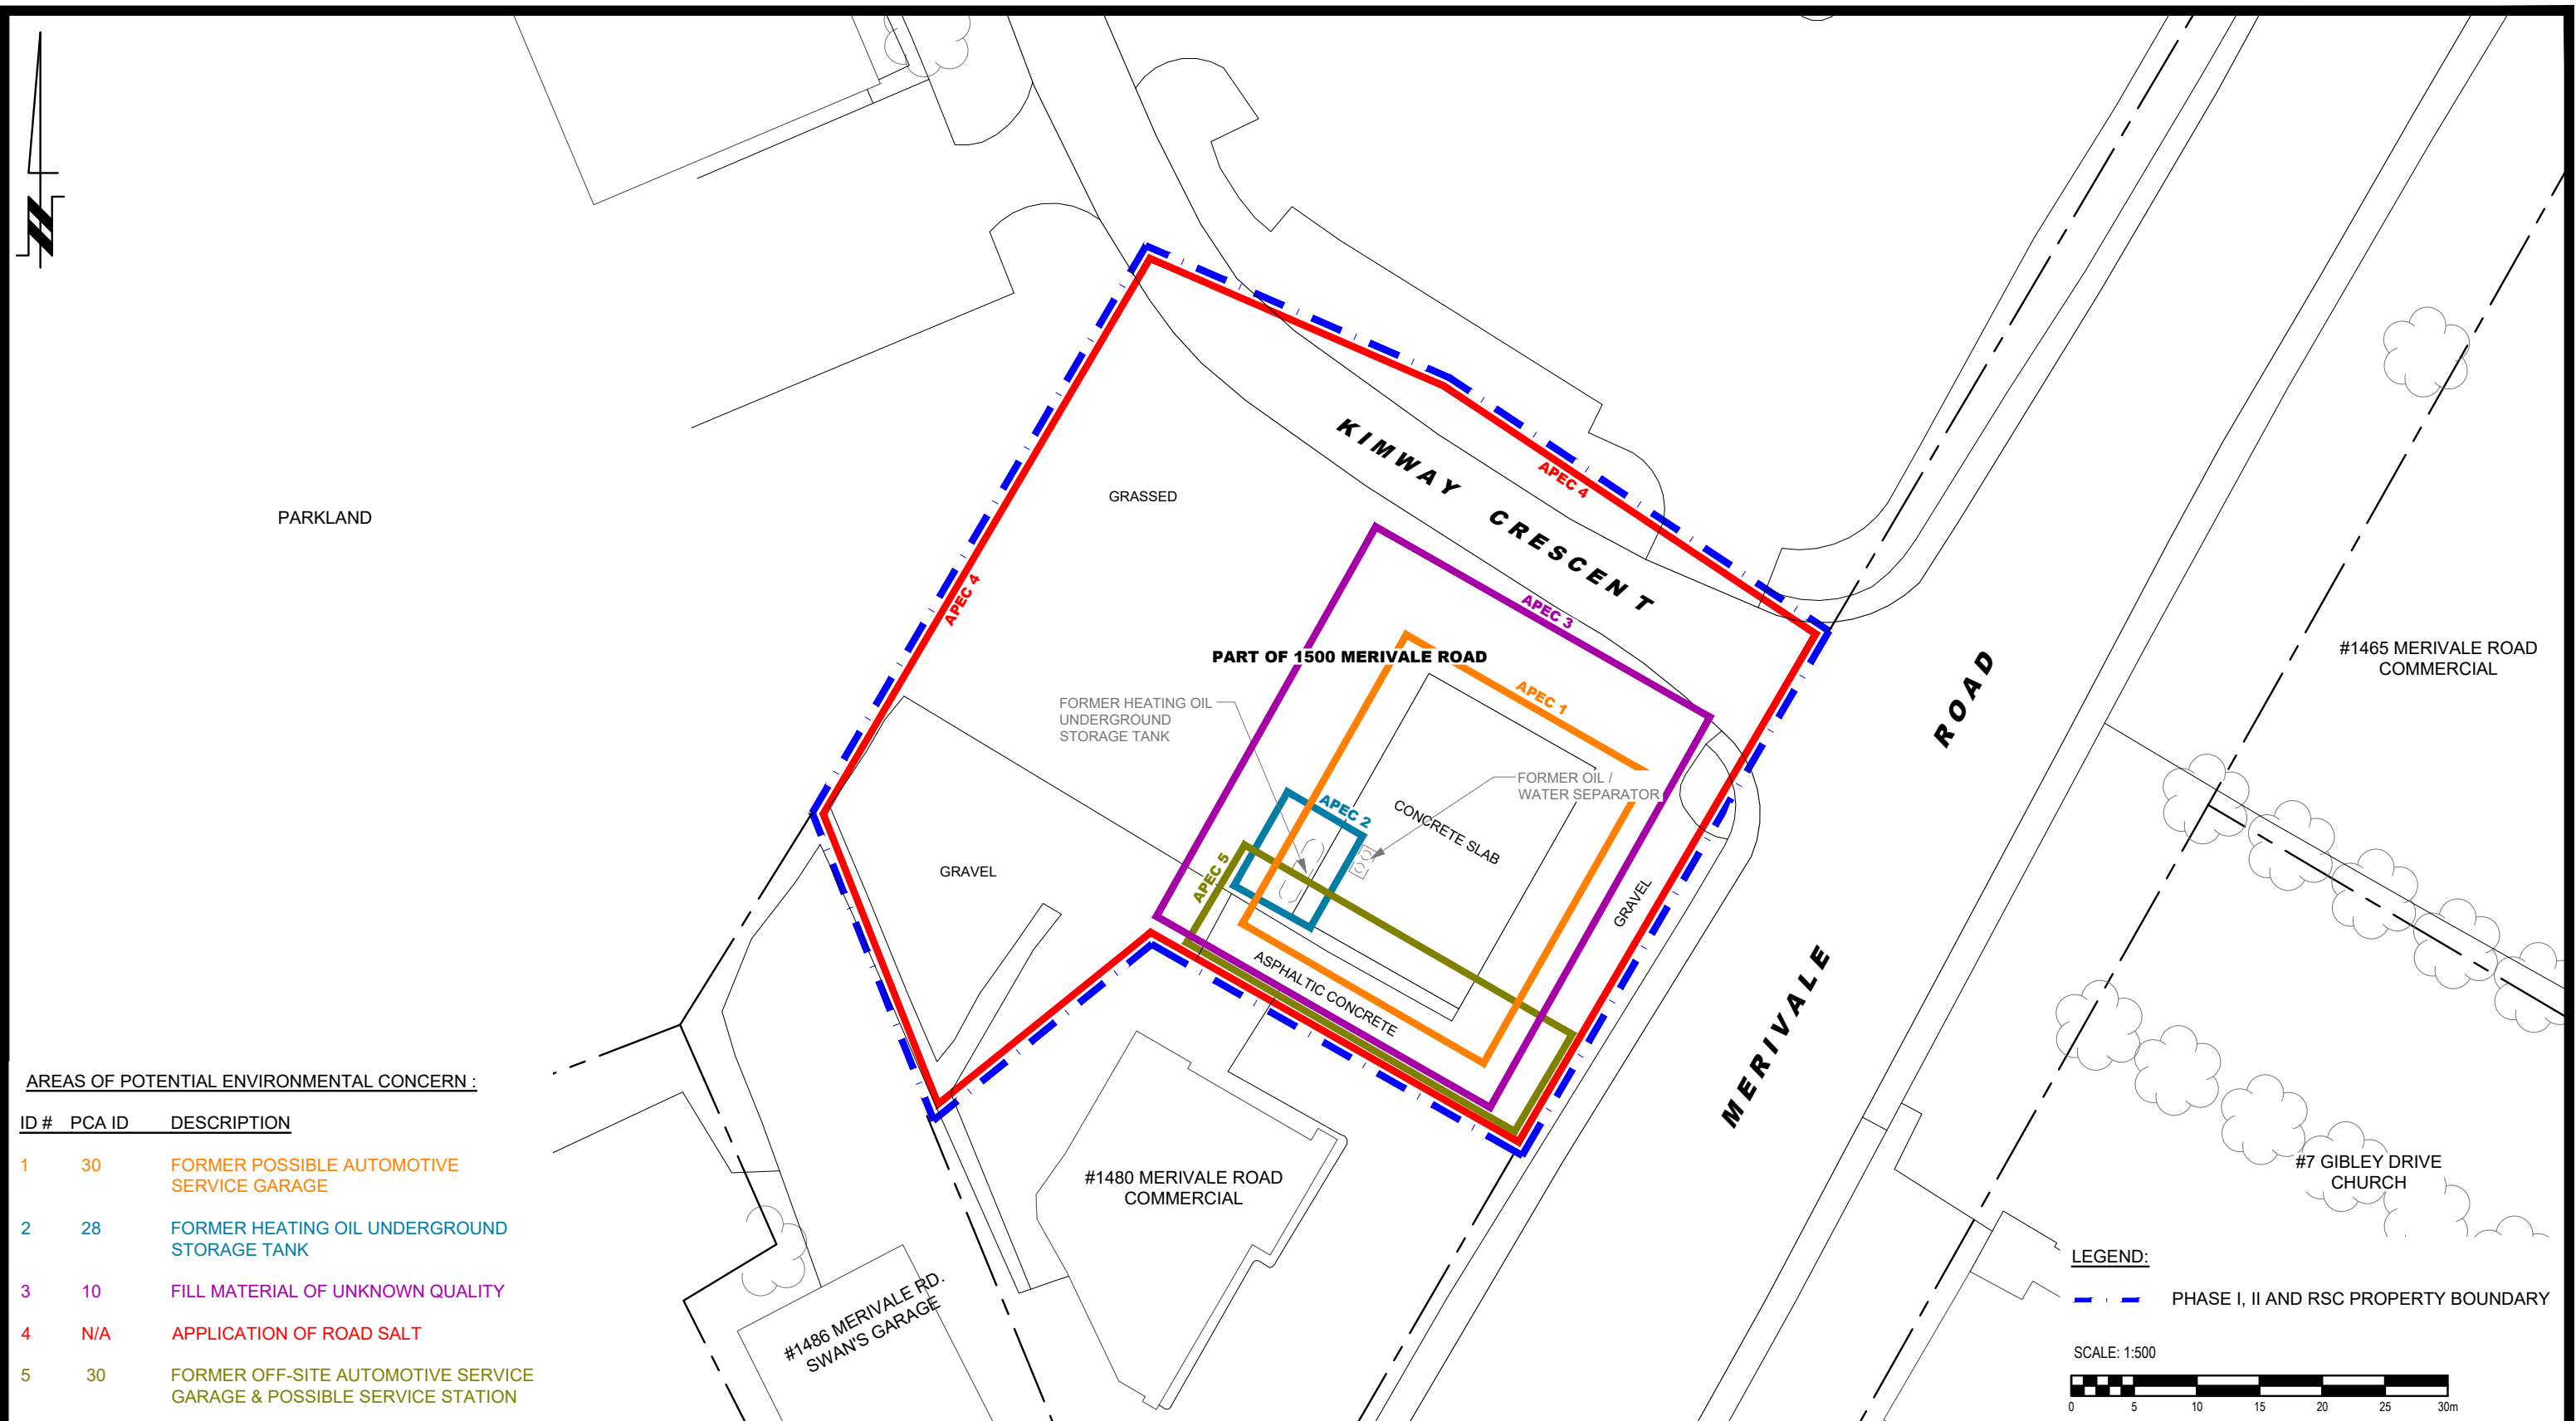 KIMWAY CRESCENT
APEC 4
GRASSED
PARKLAND
APEC 4
APEC 3
PART OF 1500 MERIVALE ROAD
#1465 MERIVALE ROAD
COMMERCIAL
ROAD
APEC 1
FORMER HEATING OIL
UNDERGROUND
STORAGE TANK
FORMER OIL /
WATER SEPARATOR
APEC 2
CONCRETE SLAB
GRAVEL
APEC 5
GRAVEL
ASPHALTIC CONCRETE
MERIVALE
#1480 MERIVALE ROAD
COMMERCIAL
#7 GIBLEY DRIVE
CHURCH
#1486 MERIVALE RD.
SWAN'S GARAGE
AREAS OF POTENTIAL ENVIRONMENTAL CONCERN :
ID # PCA ID DESCRIPTION
1 30 FORMER POSSIBLE AUTOMOTIVE
SERVICE GARAGE
2 28 FORMER HEATING OIL UNDERGROUND
STORAGE TANK
3 10 FILL MATERIAL OF UNKNOWN QUALITY
4 N/A APPLICATION OF ROAD SALT
5 30 FORMER OFF-SITE AUTOMOTIVE SERVICE
GARAGE & POSSIBLE SERVICE STATION
LEGEND:
PHASE I, II AND RSC PROPERTY BOUNDARY
SCALE: 1:500
0 5 10 15 20 25 30m